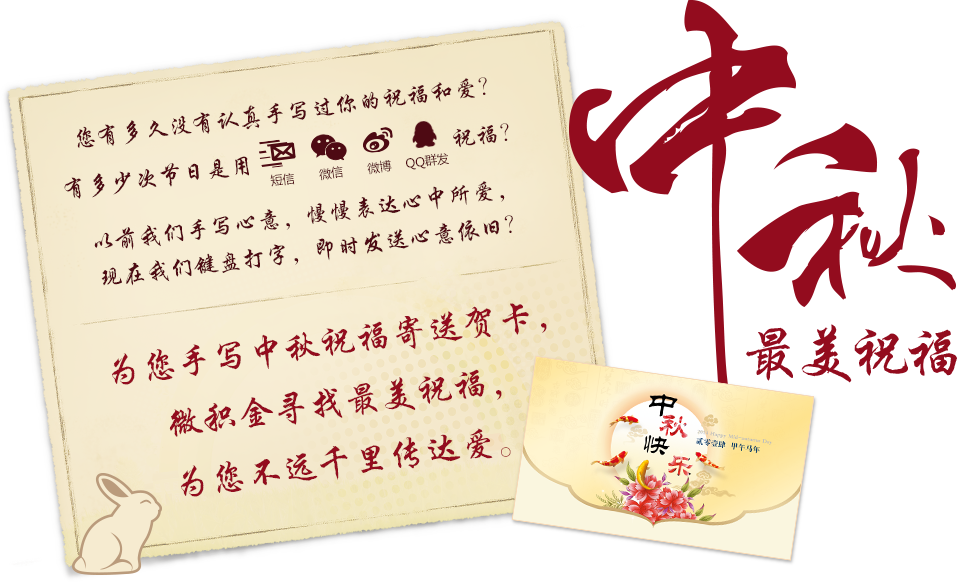 您有多久没有认真手写过你的祝福和爱？
有多少次节日是用 短信 微信 微博 QQ群发 祝福？
以前我们手写心意，慢慢表达心中所爱，
现在我们键盘打字，即时发送心意依旧？
为您手写中秋祝福寄送贺卡，
微积金寻找最美祝福，
为您不远千里传达爱。
中秋
最美祝福
中秋快乐
贰零壹肆 甲午马年